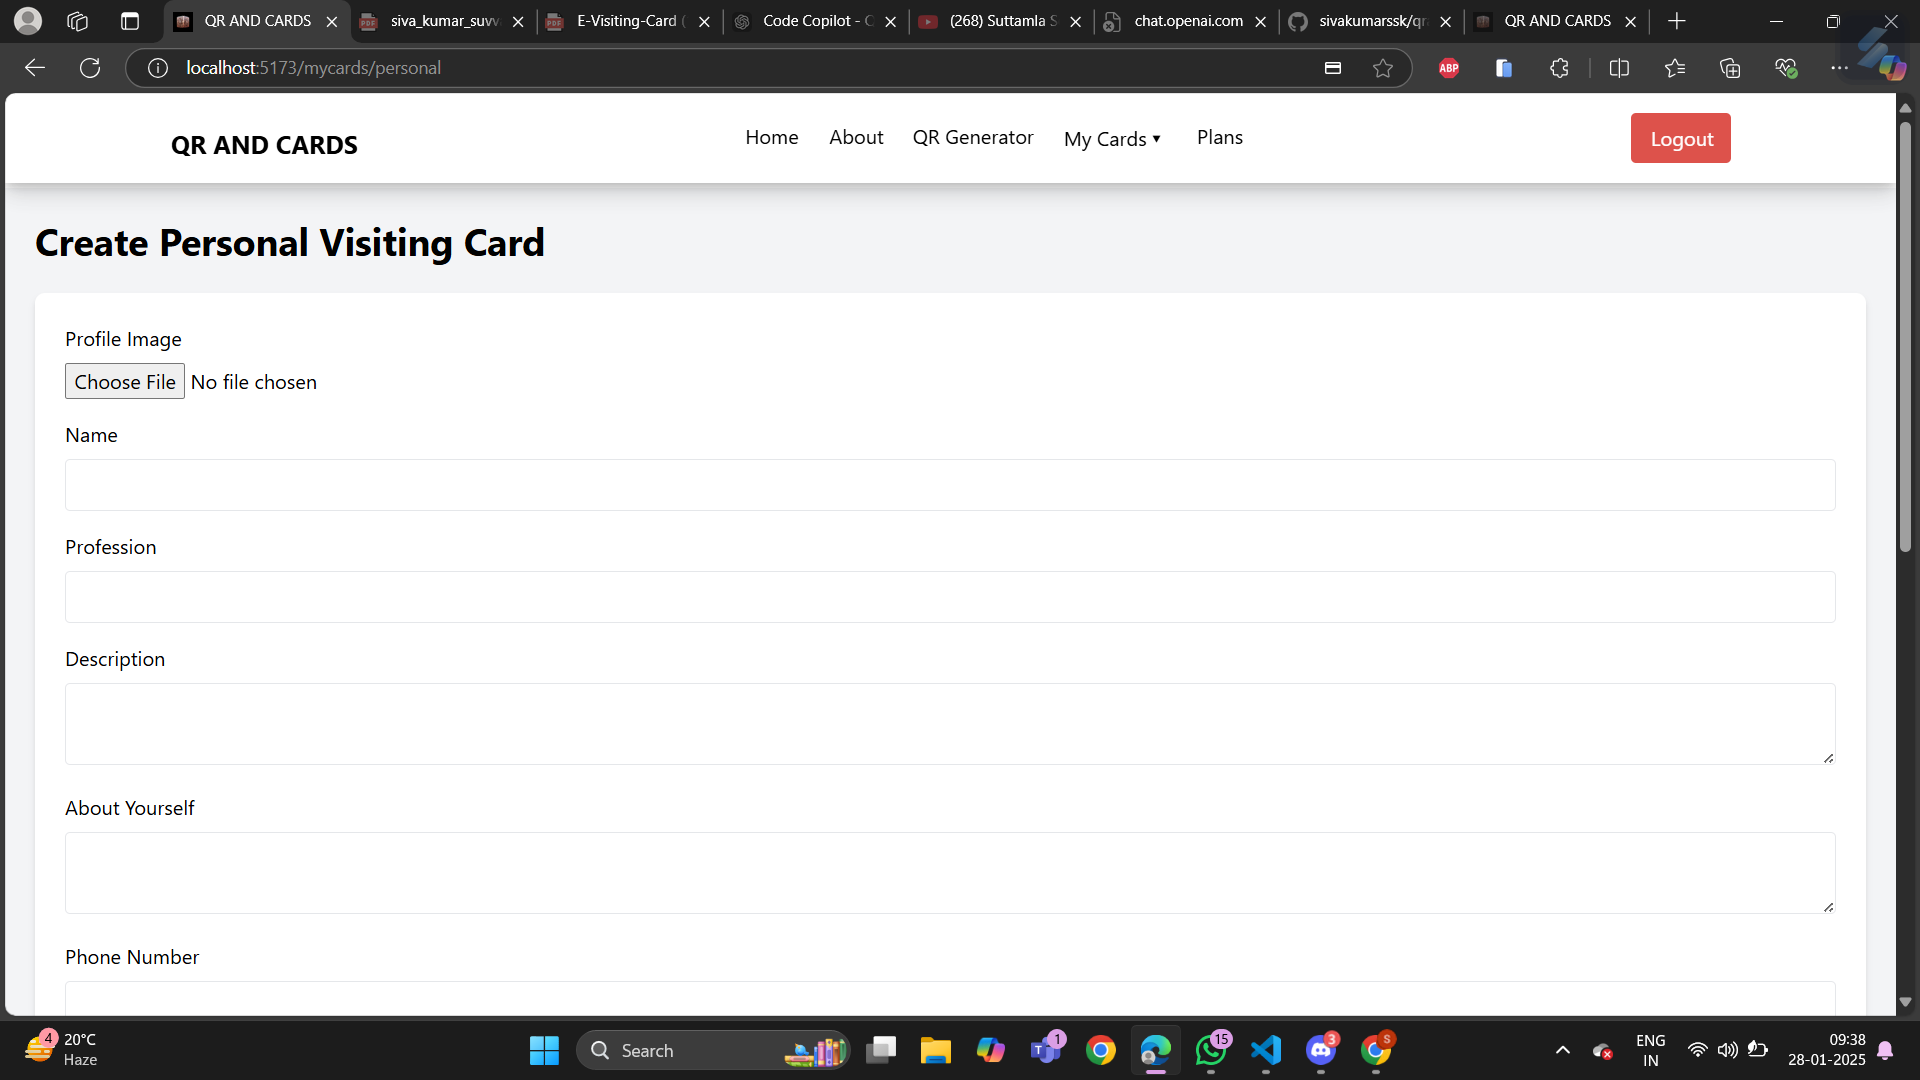 QR AND CARDS
siva_kumar_suvv
E-Visiting-Card (
Code Copilot - C
(268) Suttamla S
chat.openai.com
sivakumarssk/qr
QR AND CARDS
localhost:5173/mycards/personal
ABP
QR AND CARDS
Home
About
QR Generator
My Cards ▾
Plans
Logout
Create Personal Visiting Card
Profile Image
Choose File No file chosen
Name
Profession
Description
About Yourself
Phone Number
4
20°C
Haze
Search
1
15
3
S
ENG
IN
09:38
28-01-2025